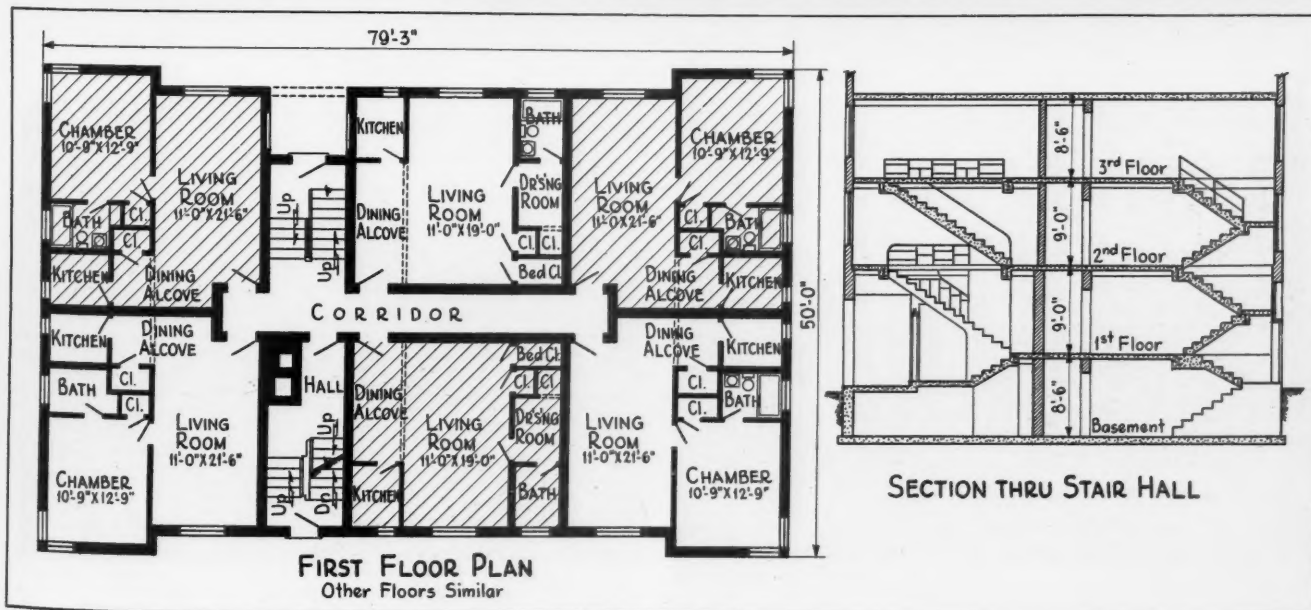 79'-3"
CHAMBER
10'-9"X12'-9"
LIVING
ROOM
11'-0"X21'-6"
BATH
Cl.
Cl.
KITCHEN
DINING
ALCOVE
Up
Up
KITCHEN
DINING
ALCOVE
LIVING
ROOM
11'-0"X19'-0"
BATH
DR'S'NG
ROOM
Cl.
Cl.
Bed Cl.
LIVING
ROOM
11'-0"X21'-6"
CHAMBER
10'-9"X12'-9"
Cl.
BATH
Cl.
DINING
ALCOVE
KITCHEN
50'-0"
CORRIDOR
KITCHEN
DINING
ALCOVE
BATH
Cl.
Cl.
LIVING
ROOM
11'-0"X21'-6"
CHAMBER
10'-9"X12'-9"
HALL
Up
Up
Dn
DINING
ALCOVE
KITCHEN
LIVING
ROOM
11'-0"X19'-0"
Bed Cl.
Cl.
Cl.
DR'S'NG
ROOM
BATH
LIVING
ROOM
11'-0"X21'-6"
DINING
ALCOVE
KITCHEN
Cl.
Cl.
BATH
CHAMBER
10'-9"X12'-9"
FIRST FLOOR PLAN
Other Floors Similar
8'-6"
3rd Floor
9'-0"
2nd Floor
9'-0"
1st Floor
8'-6"
Basement
SECTION THRU STAIR HALL